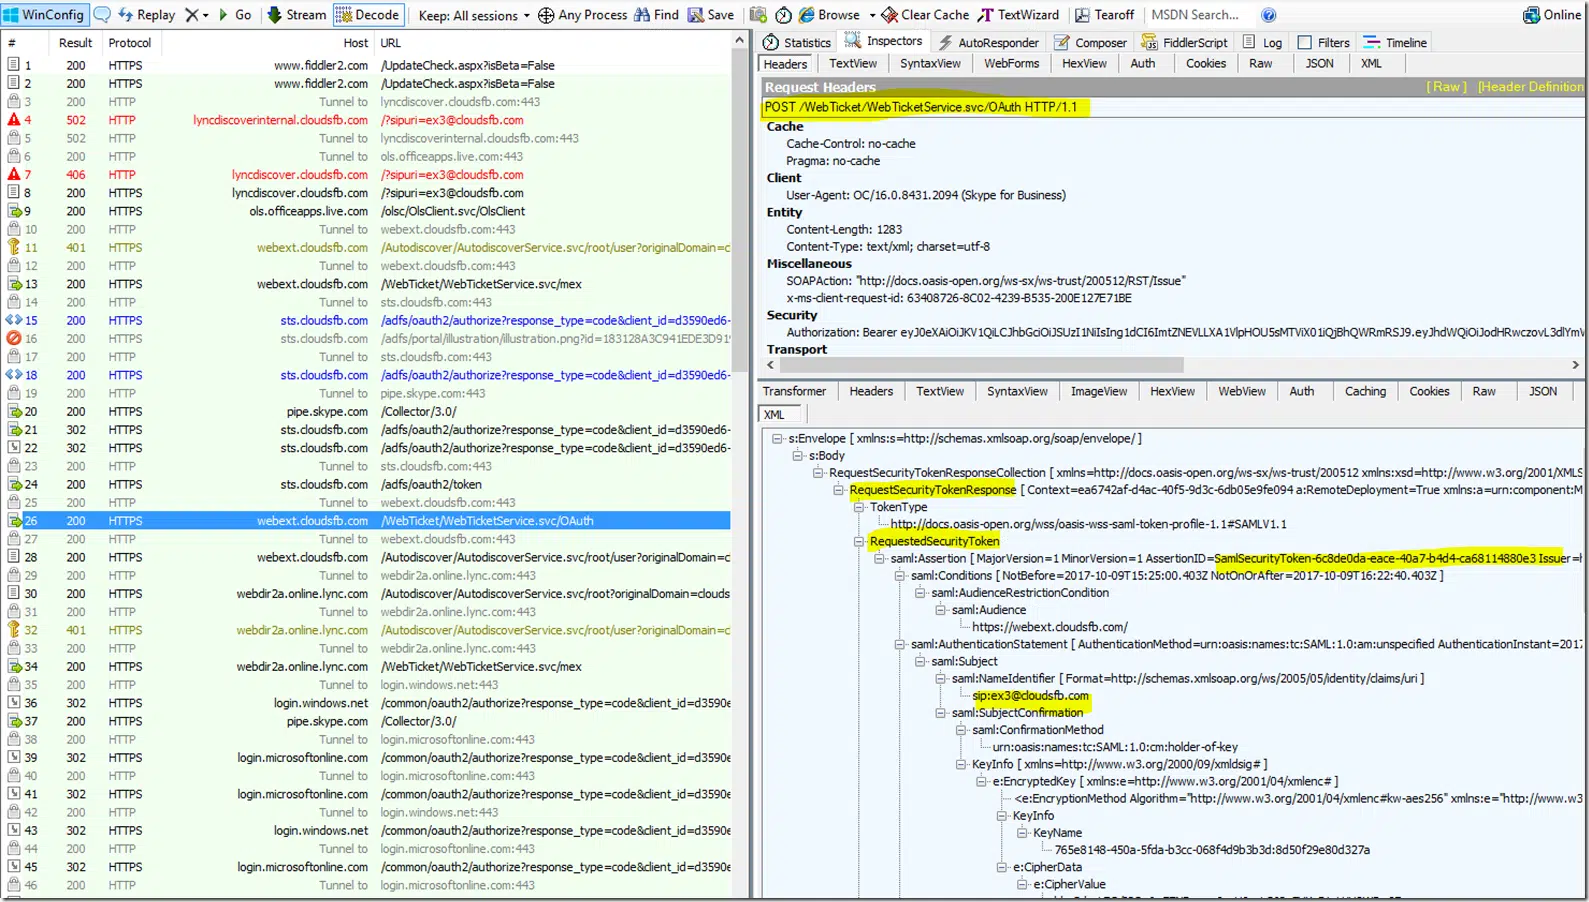 WinConfig Replay Go Stream Decode Keep: All sessions Any Process Find Save Browse Clear Cache TextWizard Tearoff MSDN Search... Online
# Result Protocol Host URL
1 200 HTTPS www.fiddler2.com /UpdateCheck.aspx?isBeta=False
2 200 HTTPS www.fiddler2.com /UpdateCheck.aspx?isBeta=False
3 200 HTTP Tunnel to lyncdiscover.cloudsfb.com:443
4 502 HTTP lyncdiscoverinternal.cloudsfb.com /?sipuri=ex3@cloudsfb.com
5 502 HTTP Tunnel to lyncdiscoverinternal.cloudsfb.com:443
6 200 HTTP Tunnel to ols.officeapps.live.com:443
7 406 HTTP lyncdiscover.cloudsfb.com /?sipuri=ex3@cloudsfb.com
8 200 HTTPS lyncdiscover.cloudsfb.com /?sipuri=ex3@cloudsfb.com
9 200 HTTPS ols.officeapps.live.com /olsc/OlsClient.svc/OlsClient
10 200 HTTP Tunnel to webext.cloudsfb.com:443
11 401 HTTPS webext.cloudsfb.com /Autodiscover/AutodiscoverService.svc/root/user?originalDomain=c
12 200 HTTP Tunnel to webext.cloudsfb.com:443
13 200 HTTPS webext.cloudsfb.com /WebTicket/WebTicketService.svc/mex
14 200 HTTP Tunnel to sts.cloudsfb.com:443
15 200 HTTPS sts.cloudsfb.com /adfs/oauth2/authorize?response_type=code&client_id=d3590ed6-
16 200 HTTPS sts.cloudsfb.com /adfs/portal/illustration/illustration.png?id=183128A3C941EDE3D91
17 200 HTTP Tunnel to sts.cloudsfb.com:443
18 200 HTTPS sts.cloudsfb.com /adfs/oauth2/authorize?response_type=code&client_id=d3590ed6-
19 200 HTTP Tunnel to pipe.skype.com:443
20 200 HTTPS pipe.skype.com /Collector/3.0/
21 302 HTTPS sts.cloudsfb.com /adfs/oauth2/authorize?response_type=code&client_id=d3590ed6-
22 302 HTTPS sts.cloudsfb.com /adfs/oauth2/authorize?response_type=code&client_id=d3590ed6-
23 200 HTTP Tunnel to sts.cloudsfb.com:443
24 200 HTTPS sts.cloudsfb.com /adfs/oauth2/token
25 200 HTTP Tunnel to webext.cloudsfb.com:443
26 200 HTTPS webext.cloudsfb.com /WebTicket/WebTicketService.svc/OAuth
27 200 HTTP Tunnel to webext.cloudsfb.com:443
28 200 HTTPS webext.cloudsfb.com /Autodiscover/AutodiscoverService.svc/root/user?originalDomain=c
29 200 HTTP Tunnel to webdir2a.online.lync.com:443
30 200 HTTPS webdir2a.online.lync.com /Autodiscover/AutodiscoverService.svc/root?originalDomain=clouds
31 200 HTTP Tunnel to webdir2a.online.lync.com:443
32 401 HTTPS webdir2a.online.lync.com /Autodiscover/AutodiscoverService.svc/root/user?originalDomain=c
33 200 HTTP Tunnel to webdir2a.online.lync.com:443
34 200 HTTPS webdir2a.online.lync.com /WebTicket/WebTicketService.svc/mex
35 200 HTTP Tunnel to login.windows.net:443
36 302 HTTPS login.windows.net /common/oauth2/authorize?response_type=code&client_id=d3590e
37 200 HTTPS pipe.skype.com /Collector/3.0/
38 200 HTTP Tunnel to login.microsoftonline.com:443
39 302 HTTPS login.microsoftonline.com /common/oauth2/authorize?response_type=code&client_id=d3590e
40 200 HTTP Tunnel to login.microsoftonline.com:443
41 302 HTTPS login.microsoftonline.com /common/oauth2/authorize?response_type=code&client_id=d3590e
42 200 HTTP Tunnel to login.windows.net:443
43 302 HTTPS login.windows.net /common/oauth2/authorize?response_type=code&client_id=d3590e
44 200 HTTP Tunnel to login.microsoftonline.com:443
45 302 HTTPS login.microsoftonline.com /common/oauth2/authorize?response_type=code&client_id=d3590e
46 200 HTTP Tunnel to login.microsoftonline.com:443
Statistics Inspectors AutoResponder Composer FiddlerScript Log Filters Timeline
Headers TextView SyntaxView WebForms HexView Auth Cookies Raw JSON XML
Request Headers [ Raw ] [Header Definition
POST /WebTicket/WebTicketService.svc/OAuth HTTP/1.1
Cache
Cache-Control: no-cache
Pragma: no-cache
Client
User-Agent: OC/16.0.8431.2094 (Skype for Business)
Entity
Content-Length: 1283
Content-Type: text/xml; charset=utf-8
Miscellaneous
SOAPAction: "http://docs.oasis-open.org/ws-sx/ws-trust/200512/RST/Issue"
x-ms-client-request-id: 63408726-8C02-4239-B535-200E127E71BE
Security
Authorization: Bearer
Transport
Transformer Headers TextView SyntaxView ImageView HexView WebView Auth Caching Cookies Raw JSON
XML
s:Envelope [ xmlns:s=http://schemas.xmlsoap.org/soap/envelope/ ]
s:Body
RequestSecurityTokenResponseCollection [ xmlns=http://docs.oasis-open.org/ws-sx/ws-trust/200512 xmlns:xsd=http://www.w3.org/2001/XMLS
RequestSecurityTokenResponse [ Context=ea6742af-d4ac-40f5-9d3c-6db05e9fe094 a:RemoteDeployment=True xmlns:a=urn:component:M
TokenType
http://docs.oasis-open.org/wss/oasis-wss-saml-token-profile-1.1#SAMLV1.1
RequestedSecurityToken
saml:Assertion [ MajorVersion=1 MinorVersion=1 AssertionID=SamlSecurityToken-6c8de0da-eace-40a7-b4d4-ca68114880e3 Issuer=h
saml:Conditions [ NotBefore=2017-10-09T15:25:00.403Z NotOnOrAfter=2017-10-09T16:22:40.403Z ]
saml:AudienceRestrictionCondition
saml:Audience
https://webext.cloudsfb.com/
saml:AuthenticationStatement [ AuthenticationMethod=urn:oasis:names:tc:SAML:1.0:am:unspecified AuthenticationInstant=2017
saml:Subject
saml:NameIdentifier [ Format=http://schemas.xmlsoap.org/ws/2005/05/identity/claims/uri ]
sip:ex3@cloudsfb.com
saml:SubjectConfirmation
saml:ConfirmationMethod
urn:oasis:names:tc:SAML:1.0:cm:holder-of-key
KeyInfo [ xmlns=http://www.w3.org/2000/09/xmldsig# ]
e:EncryptedKey [ xmlns:e=http://www.w3.org/2001/04/xmlenc# ]
<e:EncryptionMethod Algorithm="http://www.w3.org/2001/04/xmlenc#kw-aes256" xmlns:e="http://www.w3
KeyInfo
KeyName
765e8148-450a-5fda-b3cc-068f4d9b3b3d:8d50f29e80d327a
e:CipherData
e:CipherValue